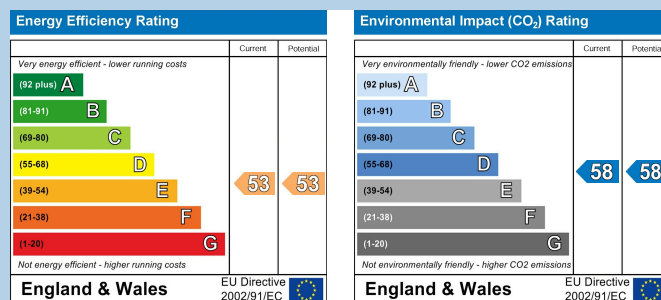 Energy Efficiency Rating
Current Potential
Very energy efficient - lower running costs
(92 plus) A
(81-91) B
(69-80) C
(55-68) D
(39-54) E
(21-38) F
(1-20) G
53 53
Not energy efficient - higher running costs
England & Wales
EU Directive
2002/91/EC
Environmental Impact (CO₂) Rating
Current Potential
Very environmentally friendly - lower CO2 emissions
(92 plus) A
(81-91) B
(69-80) C
(55-68) D
(39-54) E
(21-38) F
(1-20) G
58 58
Not environmentally friendly - higher CO2 emissions
England & Wales
EU Directive
2002/91/EC